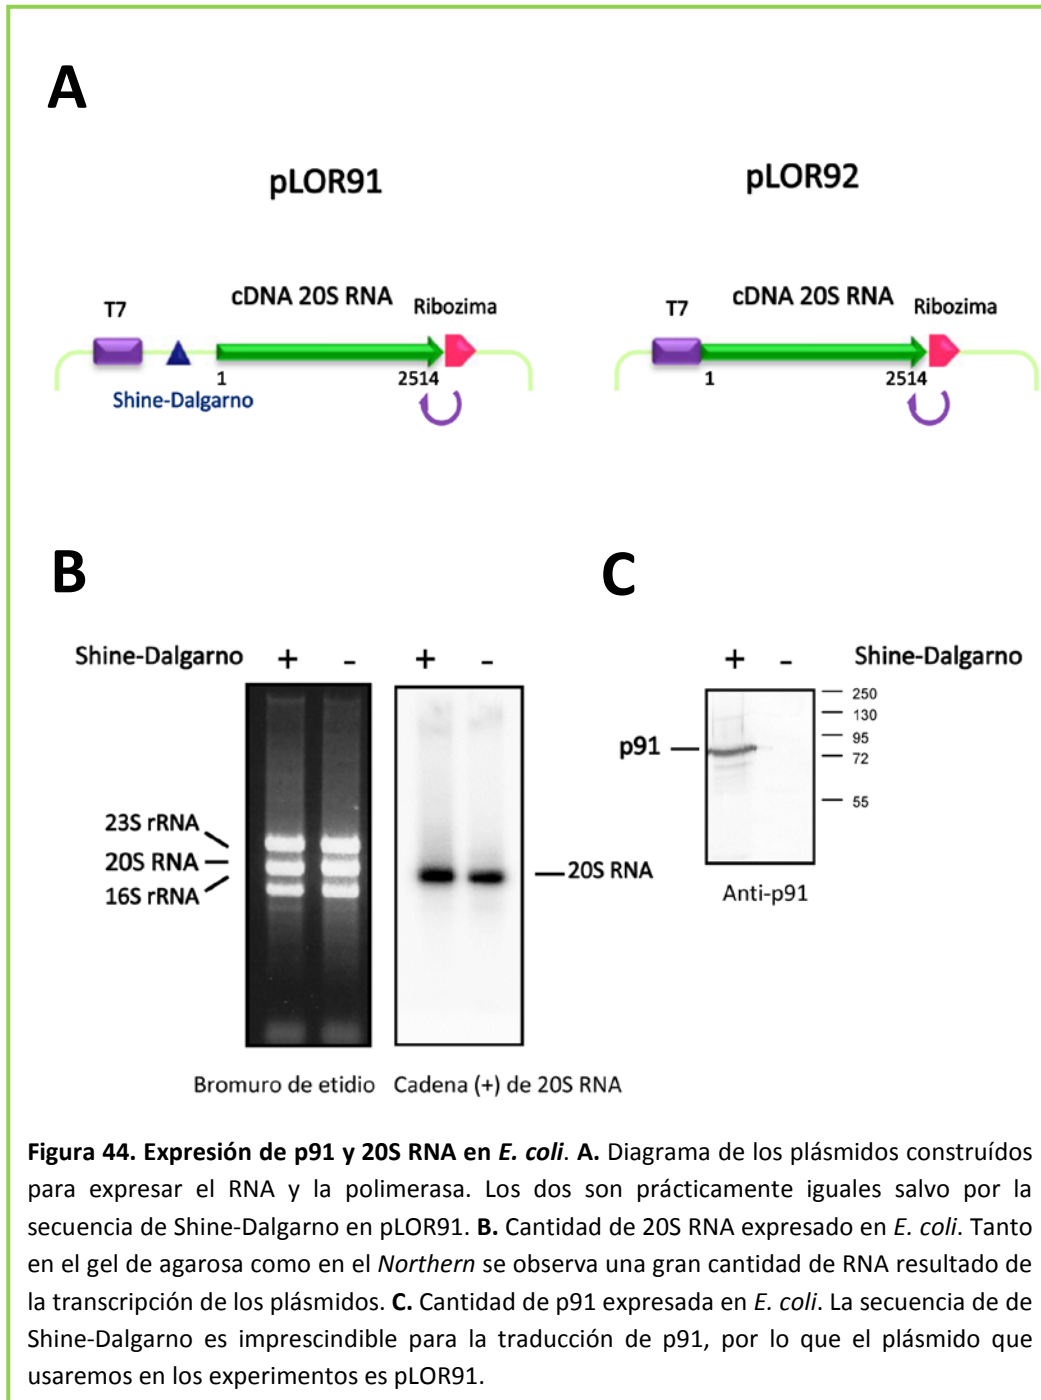 A
pLOR91
pLOR92
T7
cDNA 20S RNA
Ribozima
1
2514
Shine-Dalgarno
T7
cDNA 20S RNA
Ribozima
1
2514
B
C
Shine-Dalgarno + - + -
23S rRNA
20S RNA
16S rRNA
20S RNA
Bromuro de etidio Cadena (+) de 20S RNA
+ - Shine-Dalgarno
p91
250
130
95
72
55
Anti-p91
Figura 44. Expresión de p91 y 20S RNA en E. coli. A. Diagrama de los plásmidos construídos
para expresar el RNA y la polimerasa. Los dos son prácticamente iguales salvo por la
secuencia de Shine-Dalgarno en pLOR91. B. Cantidad de 20S RNA expresado en E. coli. Tanto
en el gel de agarosa como en el Northern se observa una gran cantidad de RNA resultado de
la transcripción de los plásmidos. C. Cantidad de p91 expresada en E. coli. La secuencia de de
Shine-Dalgarno es imprescindible para la traducción de p91, por lo que el plásmido que
usaremos en los experimentos es pLOR91.